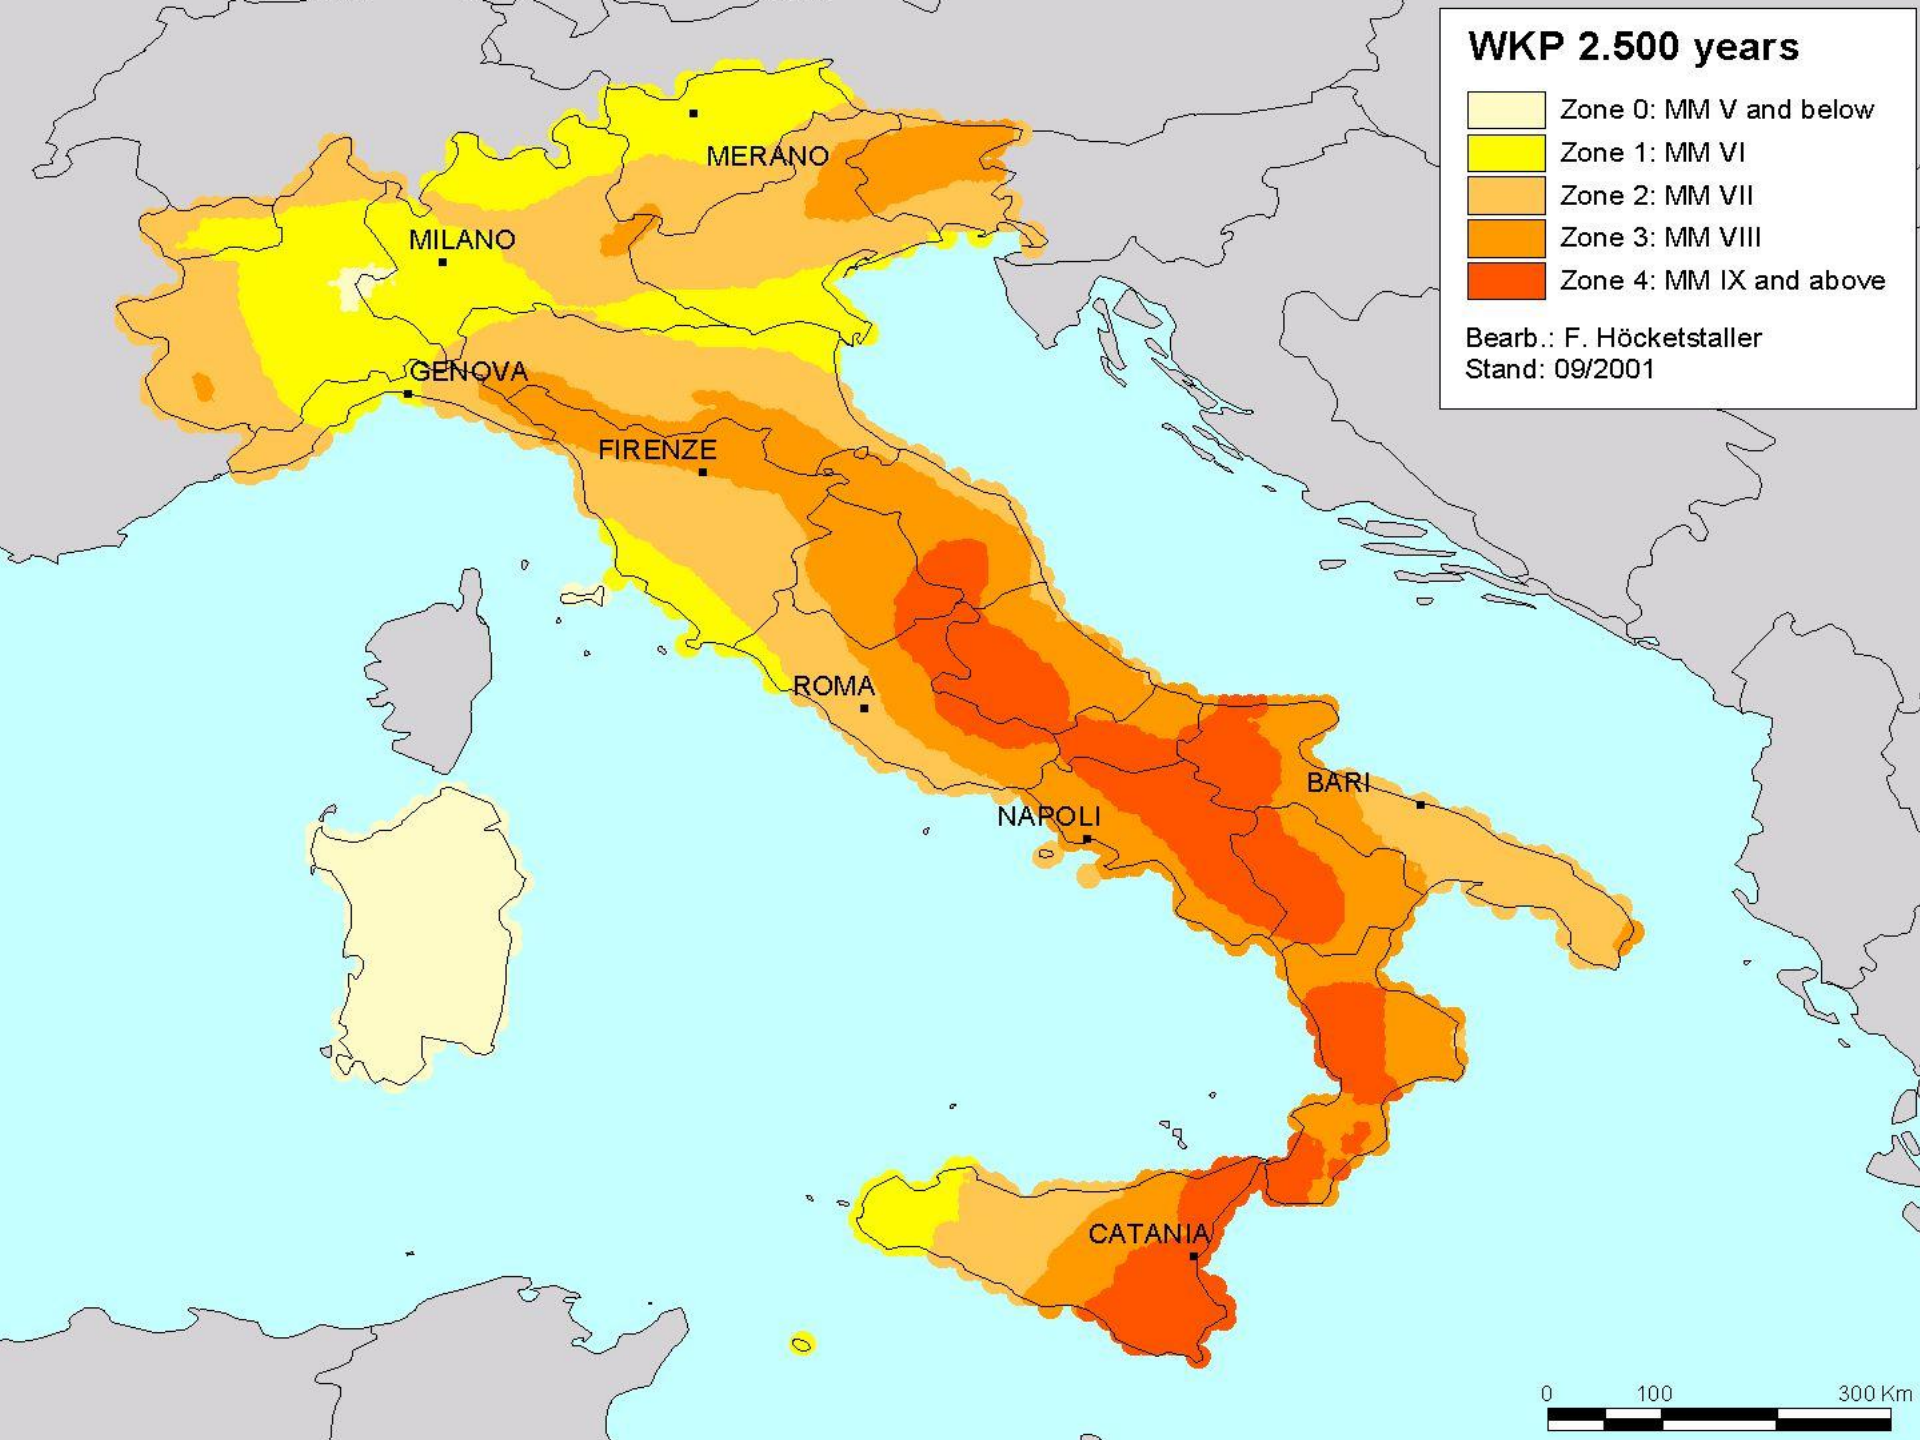 WKP 2.500 years
Zone 0: MM V and below
Zone 1: MM VI
Zone 2: MM VII
Zone 3: MM VIII
Zone 4: MM IX and above
Bearb.: F. Höcketstaller
Stand: 09/2001
MERANO
MILANO
GENOVA
FIRENZE
ROMA
BARI
NAPOLI
CATANIA
0 100 300 Km